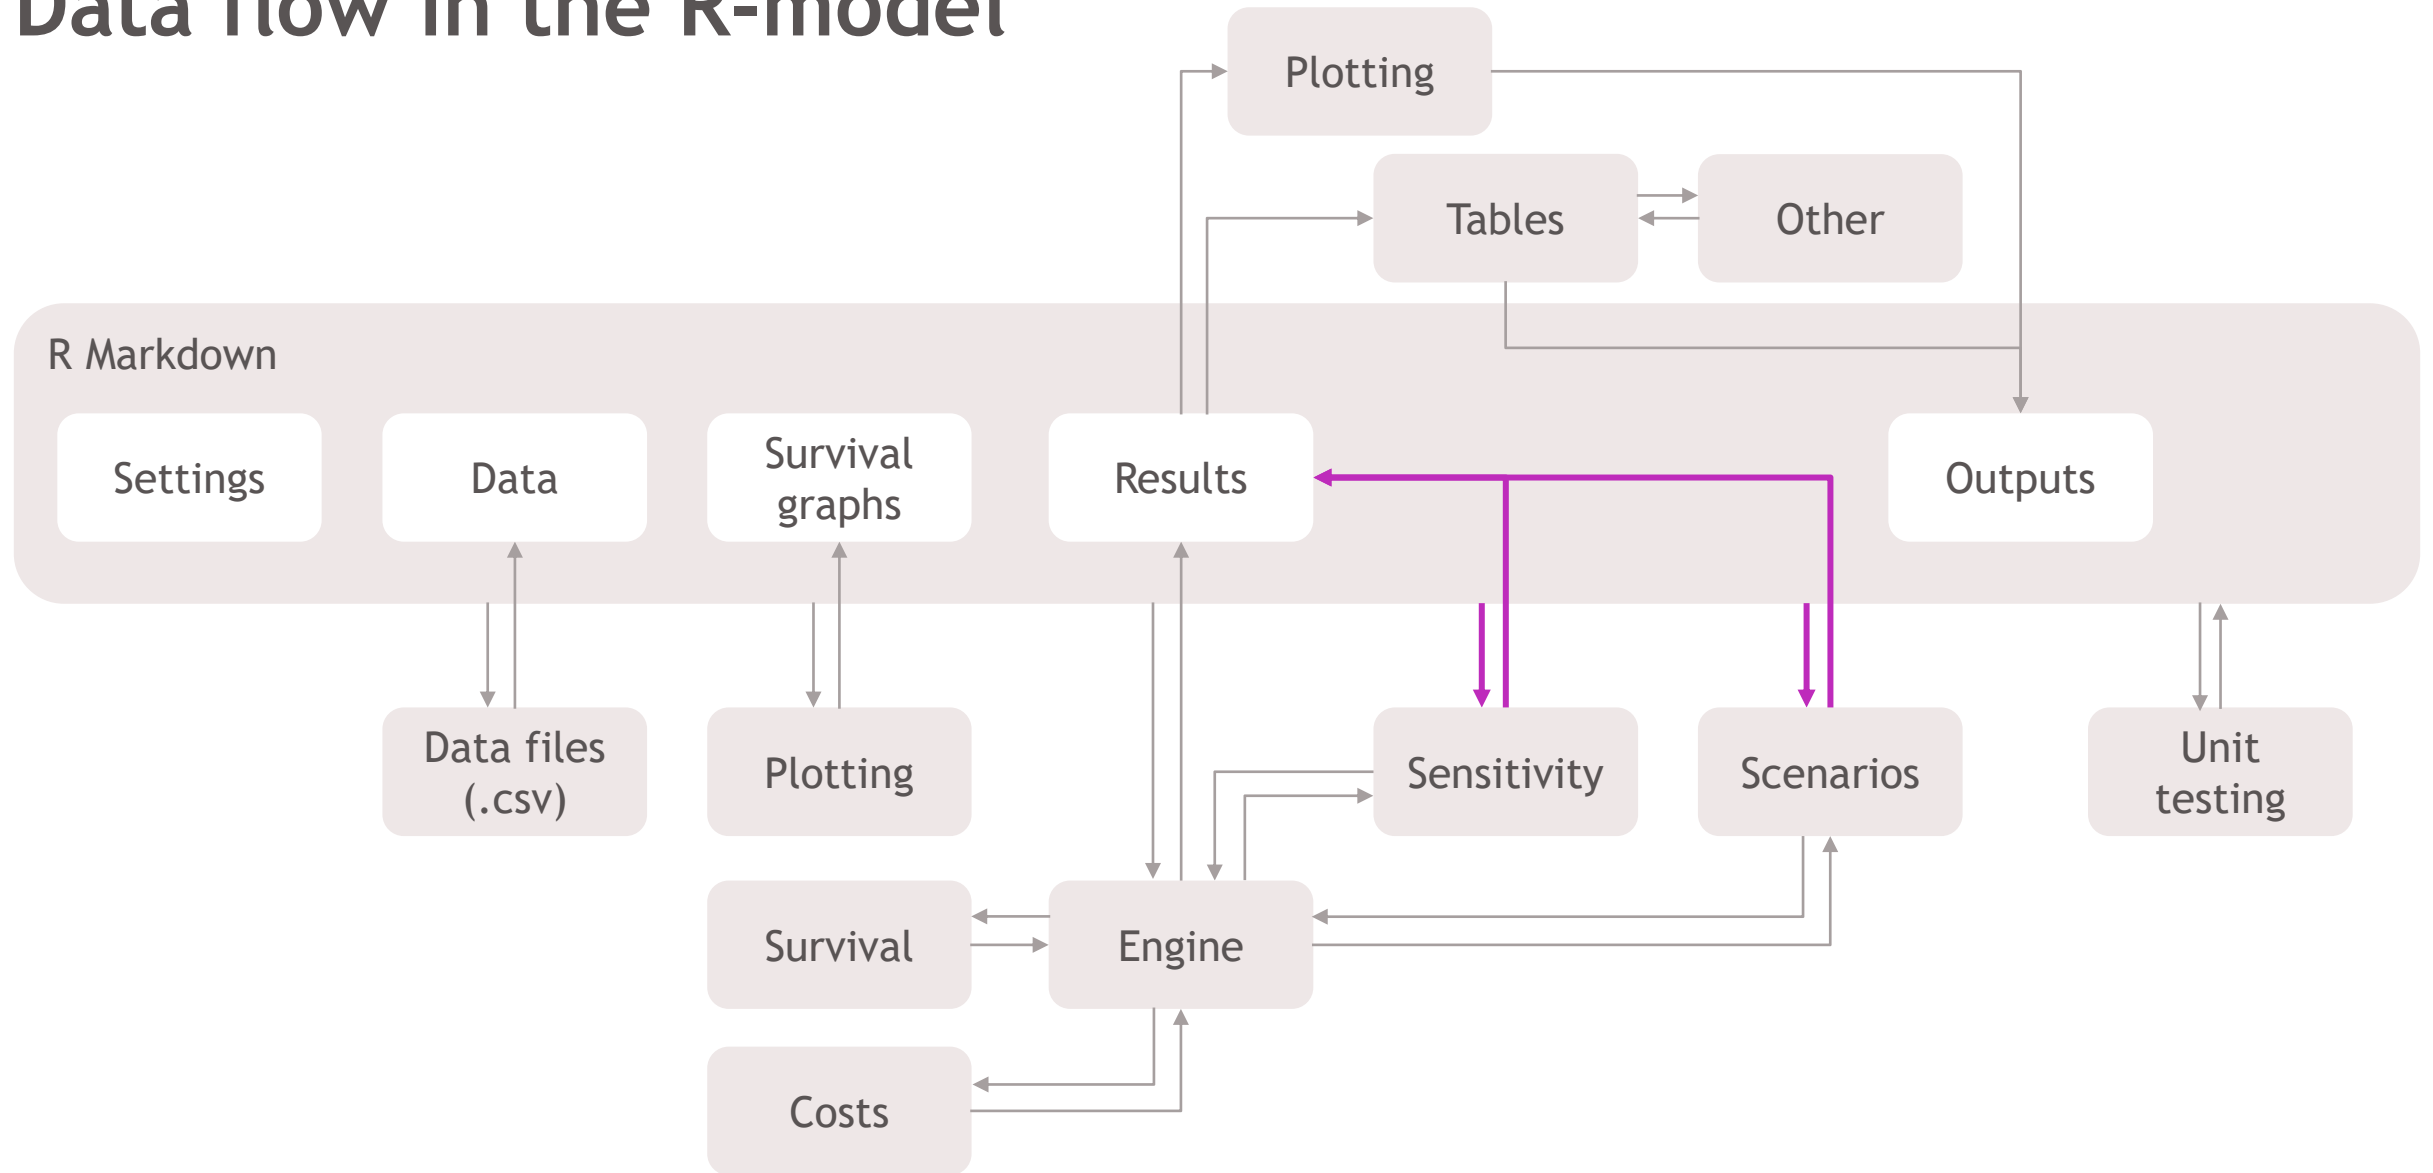 Data flow in the R-model
Plotting
Tables
Other
R Markdown
Settings
Data
Survival
graphs
Results
Outputs
Data files
(.csv)
Plotting
Sensitivity
Scenarios
Unit
testing
Survival
Engine
Costs